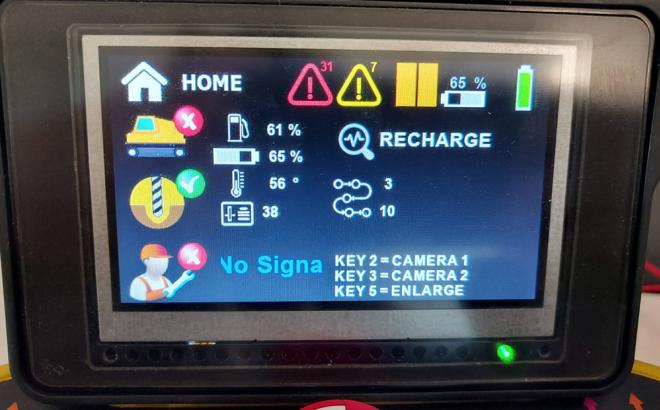 HOME
31
7
65 %
61 %
RECHARGE
65 %
56 °
3
38
10
No Signa
KEY 2 = CAMERA 1
KEY 3 = CAMERA 2
KEY 5 = ENLARGE